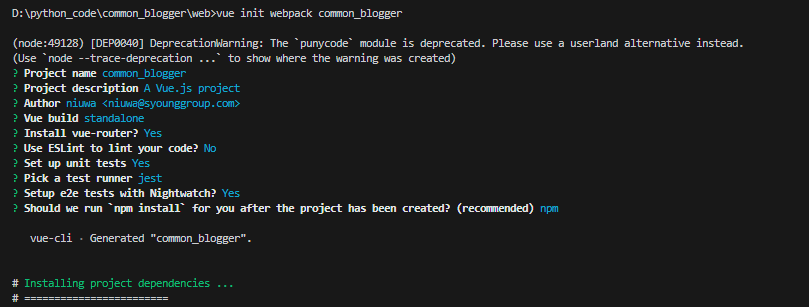 D:\python_code\common_blogger\web>vue init webpack common_blogger
(node:49128) [DEP0040] DeprecationWarning: The `punycode` module is deprecated. Please use a userland alternative instead.
(Use `node --trace-deprecation ...` to show where the warning was created)
? Project name common_blogger
? Project description A Vue.js project
? Author niuwa <niuwa@syounggroup.com>
? Vue build standalone
? Install vue-router? Yes
? Use ESLint to lint your code? No
? Set up unit tests Yes
? Pick a test runner jest
? Setup e2e tests with Nightwatch? Yes
? Should we run `npm install` for you after the project has been created? (recommended) npm
vue-cli · Generated "common_blogger".
# Installing project dependencies ...
# ========================